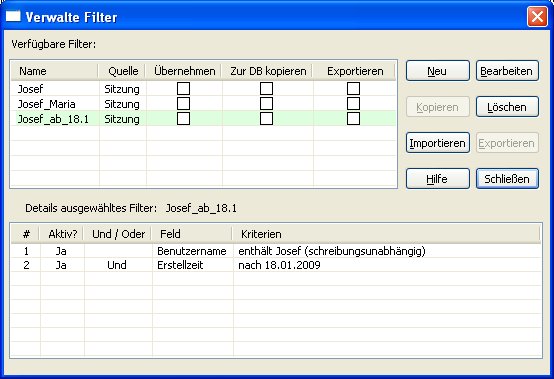 Verwalte Filter
Verfügbare Filter:
Name Quelle Übernehmen Zur DB kopieren Exportieren
Josef Sitzung
Josef_Maria Sitzung
Josef_ab_18.1 Sitzung
Neu Bearbeiten
Kopieren Löschen
Importieren Exportieren
Hilfe Schließen
Details ausgewähltes Filter: Josef_ab_18.1
# Aktiv? Und / Oder Feld Kriterien
1 Ja Benutzername enthält Josef (schreibungsunabhängig)
2 Ja Und Erstellzeit nach 18.01.2009